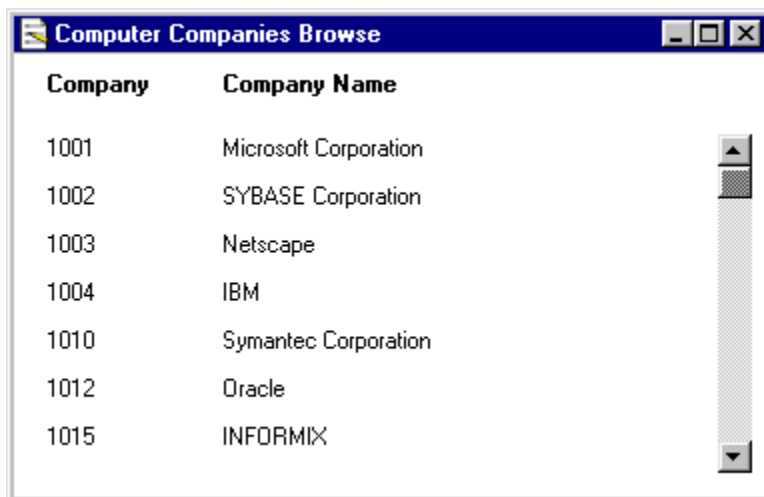 Computer Companies Browse
Company Company Name
1001 Microsoft Corporation
1002 SYBASE Corporation
1003 Netscape
1004 IBM
1010 Symantec Corporation
1012 Oracle
1015 INFORMIX